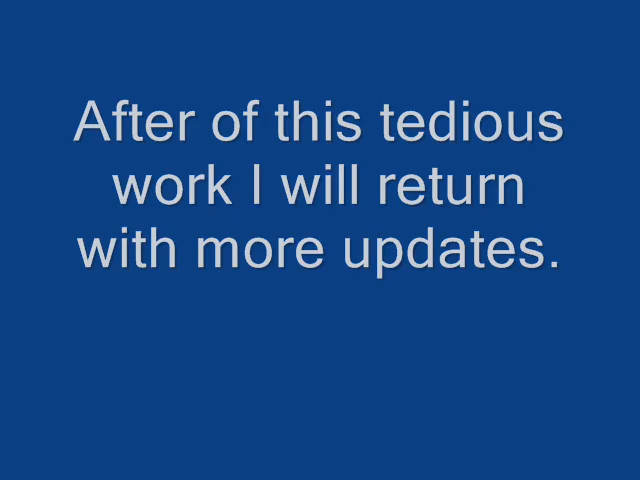 After of this tedious
work I will return
with more updates.